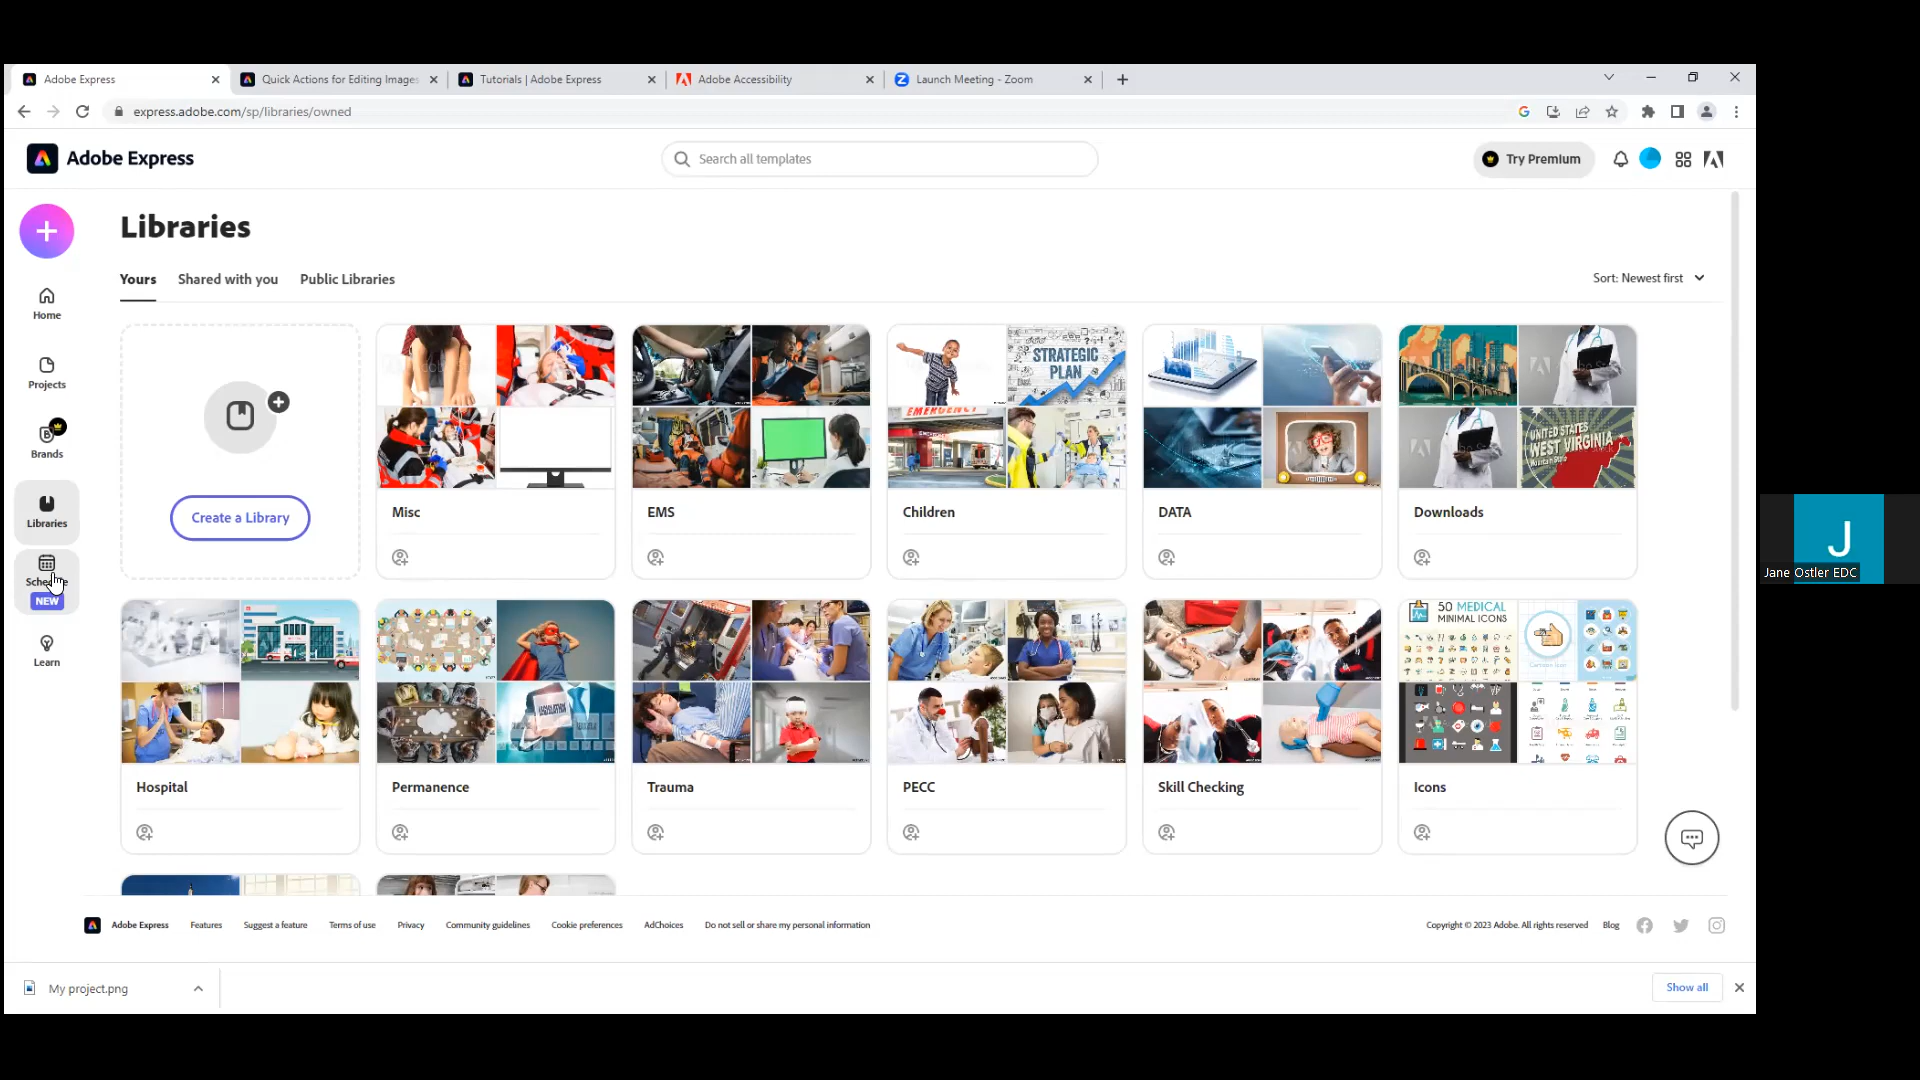 Adobe Express
Quick Actions for Editing Images
Tutorials | Adobe Express
Adobe Accessibility
Launch Meeting - Zoom
express.adobe.com/sp/libraries/owned
Adobe Express
Search all templates
Try Premium
Libraries
Yours
Shared with you
Public Libraries
Sort: Newest first
Home
Projects
Brands
Libraries
NEW
Learn
Create a Library
STRATEGIC
PLAN
EMERGENCY
UNITED STATES
WEST VIRGINIA
Misc
EMS
Children
DATA
Downloads
50 MEDICAL
MINIMAL ICONS
Hospital
Permanence
Trauma
PECC
Skill Checking
Icons
Adobe Express
Features
Suggest a feature
Terms of use
Privacy
Community guidelines
Cookie preferences
AdChoices
Do not sell or share my personal information
Copyright © 2023 Adobe. All rights reserved
Blog
My project.png
Show all
J
Jane Ostler EDC